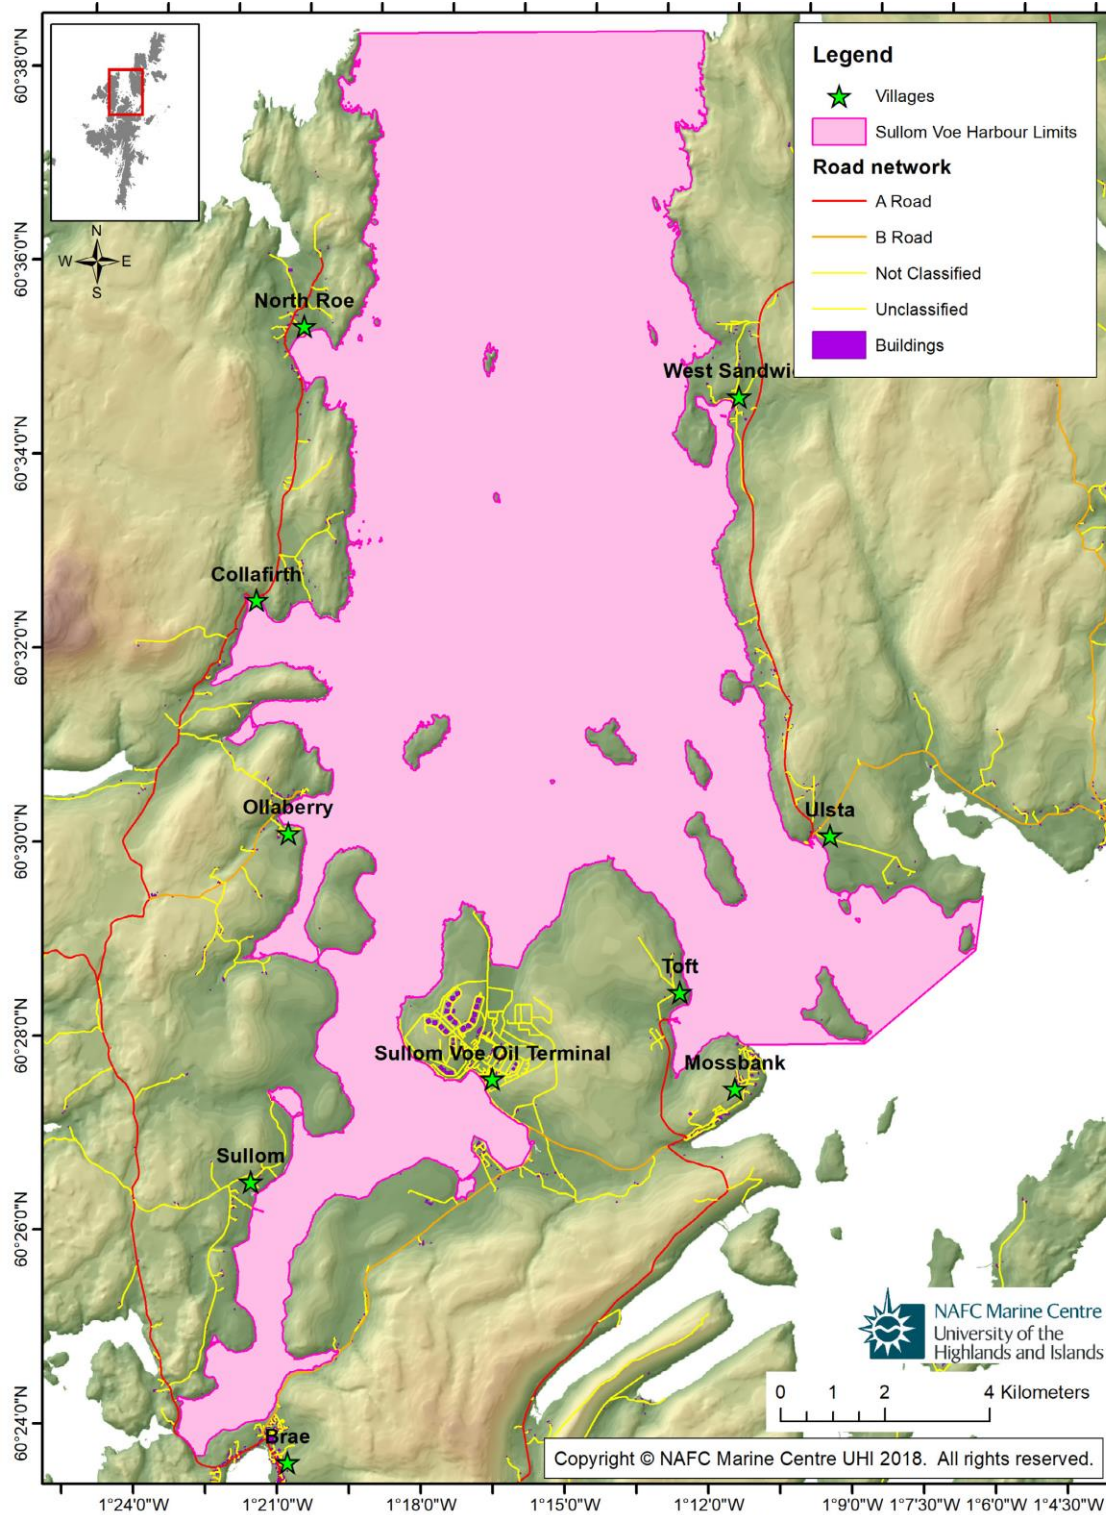 Legend
Villages
Sullom Voe Harbour Limits
Road network
A Road
B Road
Not Classified
Unclassified
Buildings
N
W E
S
60°38'0"N
60°36'0"N
60°34'0"N
60°32'0"N
60°30'0"N
60°28'0"N
60°26'0"N
60°24'0"N
North Roe
West Sandwi
Collafirth
Ollaberry
Ulsta
Toft
Sullom Voe Oil Terminal
Mossbank
Sullom
Brae
NAFC Marine Centre
University of the
Highlands and Islands
0 1 2 4 Kilometers
Copyright © NAFC Marine Centre UHI 2018. All rights reserved.
1°24'0"W 1°21'0"W 1°18'0"W 1°15'0"W 1°12'0"W 1°9'0"W 1°7'30"W 1°6'0"W 1°4'30"W